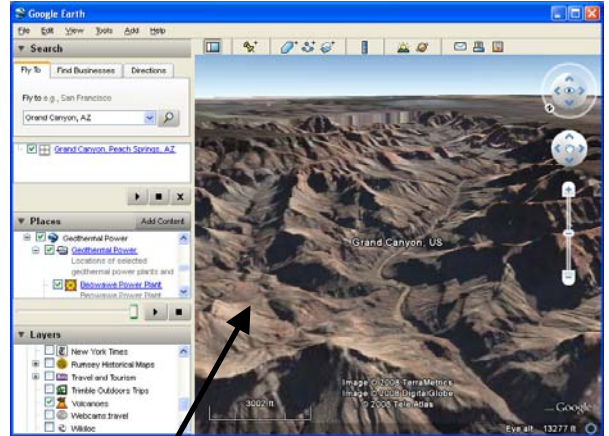 Google Earth
File Edit View Tools Add Help
Search
Fly To Find Businesses Directions
Fly to e.g., San Francisco
Grand Canyon, AZ
Grand Canyon, Peach Springs, AZ
Places Add Content
Geothermal Power
Geothermal Power
Locations of selected
geothermal power plants and
Beowawe Power Plant
Beowawe Power Plant
Layers
New York Times
Rumsey Historical Maps
Travel and Tourism
Trimble Outdoors Trips
Volcanoes
Webcams.travel
Wikiloc
Grand Canyon, US
Image © 2008 TerraMetrics
Image © 2008 DigitalGlobe
© 2008 Tele Atlas
3002 ft
Google
Eye alt 13277 ft